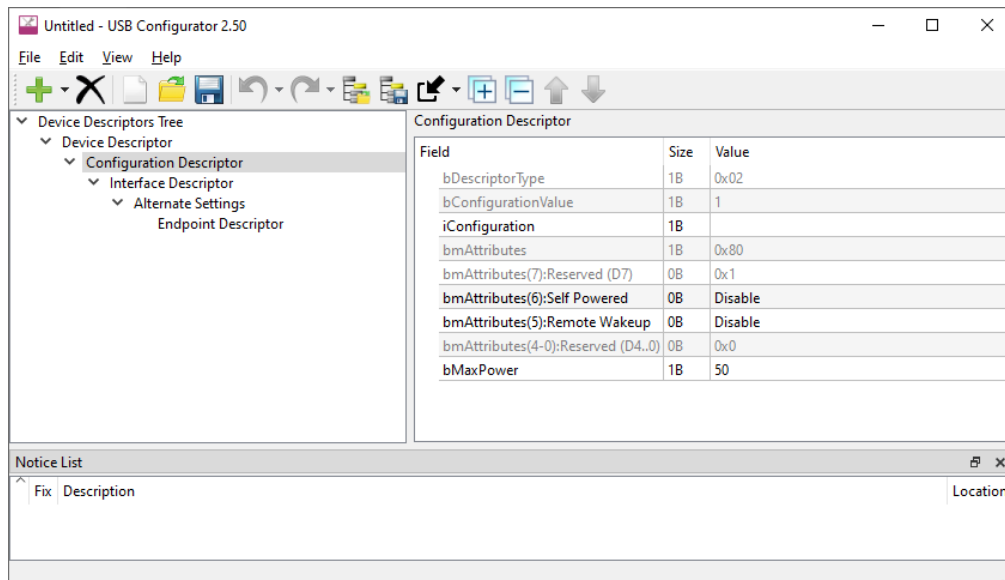 Untitled - USB Configurator 2.50
File Edit View Help
Device Descriptors Tree
Device Descriptor
Configuration Descriptor
Interface Descriptor
Alternate Settings
Endpoint Descriptor
Configuration Descriptor
Field Size Value
bDescriptorType 1B 0x02
bConfigurationValue 1B 1
iConfiguration 1B
bmAttributes 1B 0x80
bmAttributes(7):Reserved (D7) 0B 0x1
bmAttributes(6):Self Powered 0B Disable
bmAttributes(5):Remote Wakeup 0B Disable
bmAttributes(4-0):Reserved (D4..0) 0B 0x0
bMaxPower 1B 50
Notice List
Fix Description Location